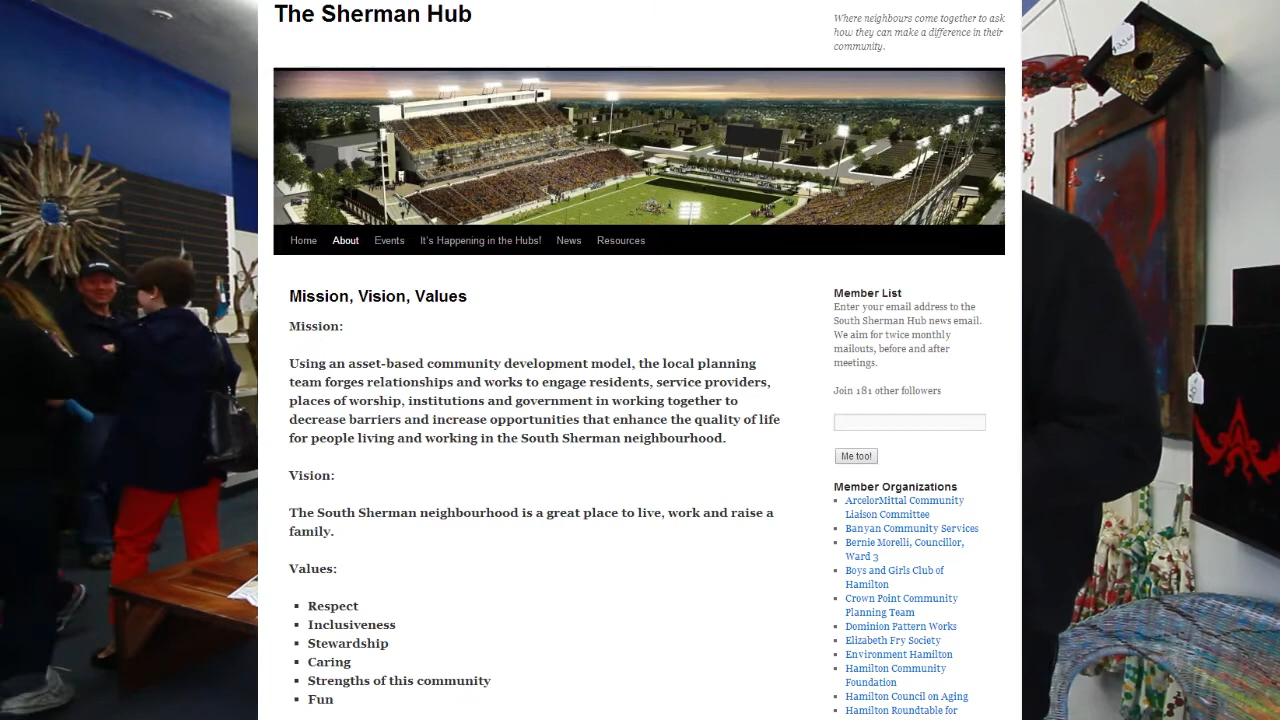 The Sherman Hub
Where neighbours come together to ask
how they can make a difference in their
community.
Home About Events It's Happening in the Hubs! News Resources
Mission, Vision, Values
Mission:
Using an asset-based community development model, the local planning
team forges relationships and works to engage residents, service providers,
places of worship, institutions and government in working together to
decrease barriers and increase opportunities that enhance the quality of life
for people living and working in the South Sherman neighbourhood.
Vision:
The South Sherman neighbourhood is a great place to live, work and raise a
family.
Values:
Respect
Inclusiveness
Stewardship
Caring
Strengths of this community
Fun
Member List
Enter your email address to the
South Sherman Hub news email.
We aim for twice monthly
mailouts, before and after
meetings.
Join 181 other followers
Me too!
Member Organizations
ArcelorMittal Community
Liaison Committee
Banyan Community Services
Bernie Morelli, Councillor,
Ward 3
Boys and Girls Club of
Hamilton
Crown Point Community
Planning Team
Dominion Pattern Works
Elizabeth Fry Society
Environment Hamilton
Hamilton Community
Foundation
Hamilton Council on Aging
Hamilton Roundtable for